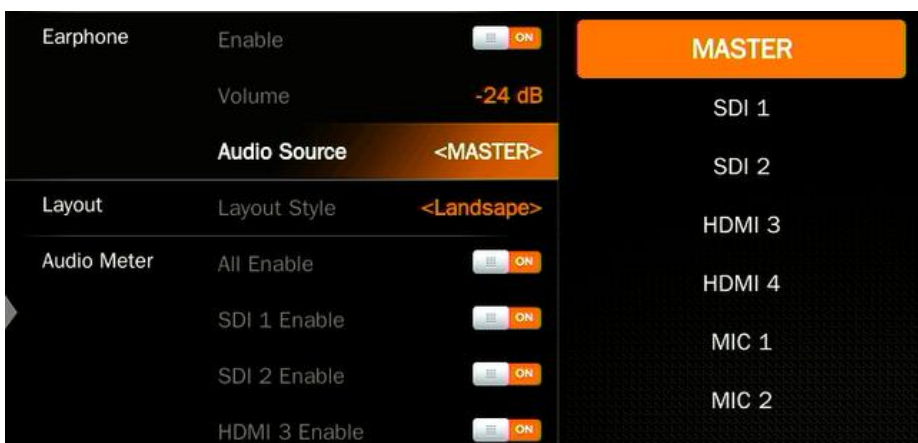 Earphone Enable ON
Volume -24 dB
Audio Source <MASTER>
Layout Layout Style <Landsape>
Audio Meter All Enable ON
SDI 1 Enable ON
SDI 2 Enable ON
HDMI 3 Enable ON
MASTER
SDI 1
SDI 2
HDMI 3
HDMI 4
MIC 1
MIC 2